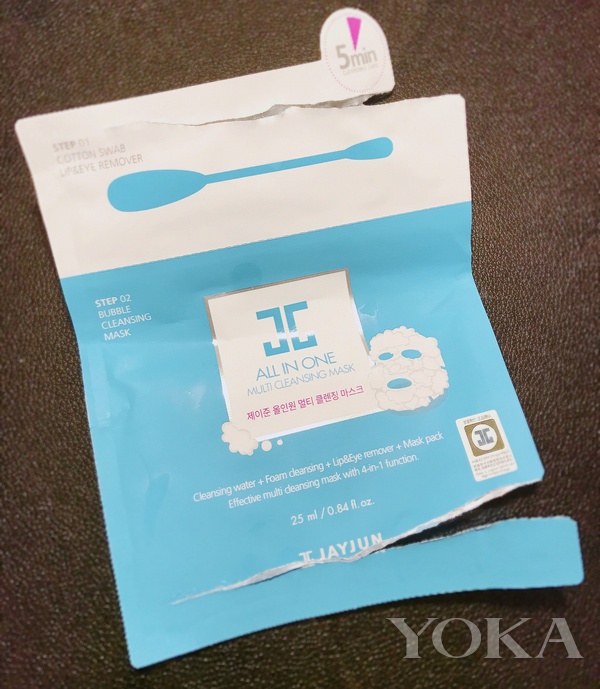 5min
STEP 01
COTTON SWAB
LIP&EYE REMOVER
STEP 02
BUBBLE
CLEANSING
MASK
ALL IN ONE
MULTI CLEANSING MASK
제이준 올인원 멀티 클렌징 마스크
Cleansing water + Foam cleansing + Lip&Eye remover + Mask pack
Effective multi cleansing mask with 4-in-1 function.
25 ml / 0.84 fl.oz.
JAYJUN
YOKA